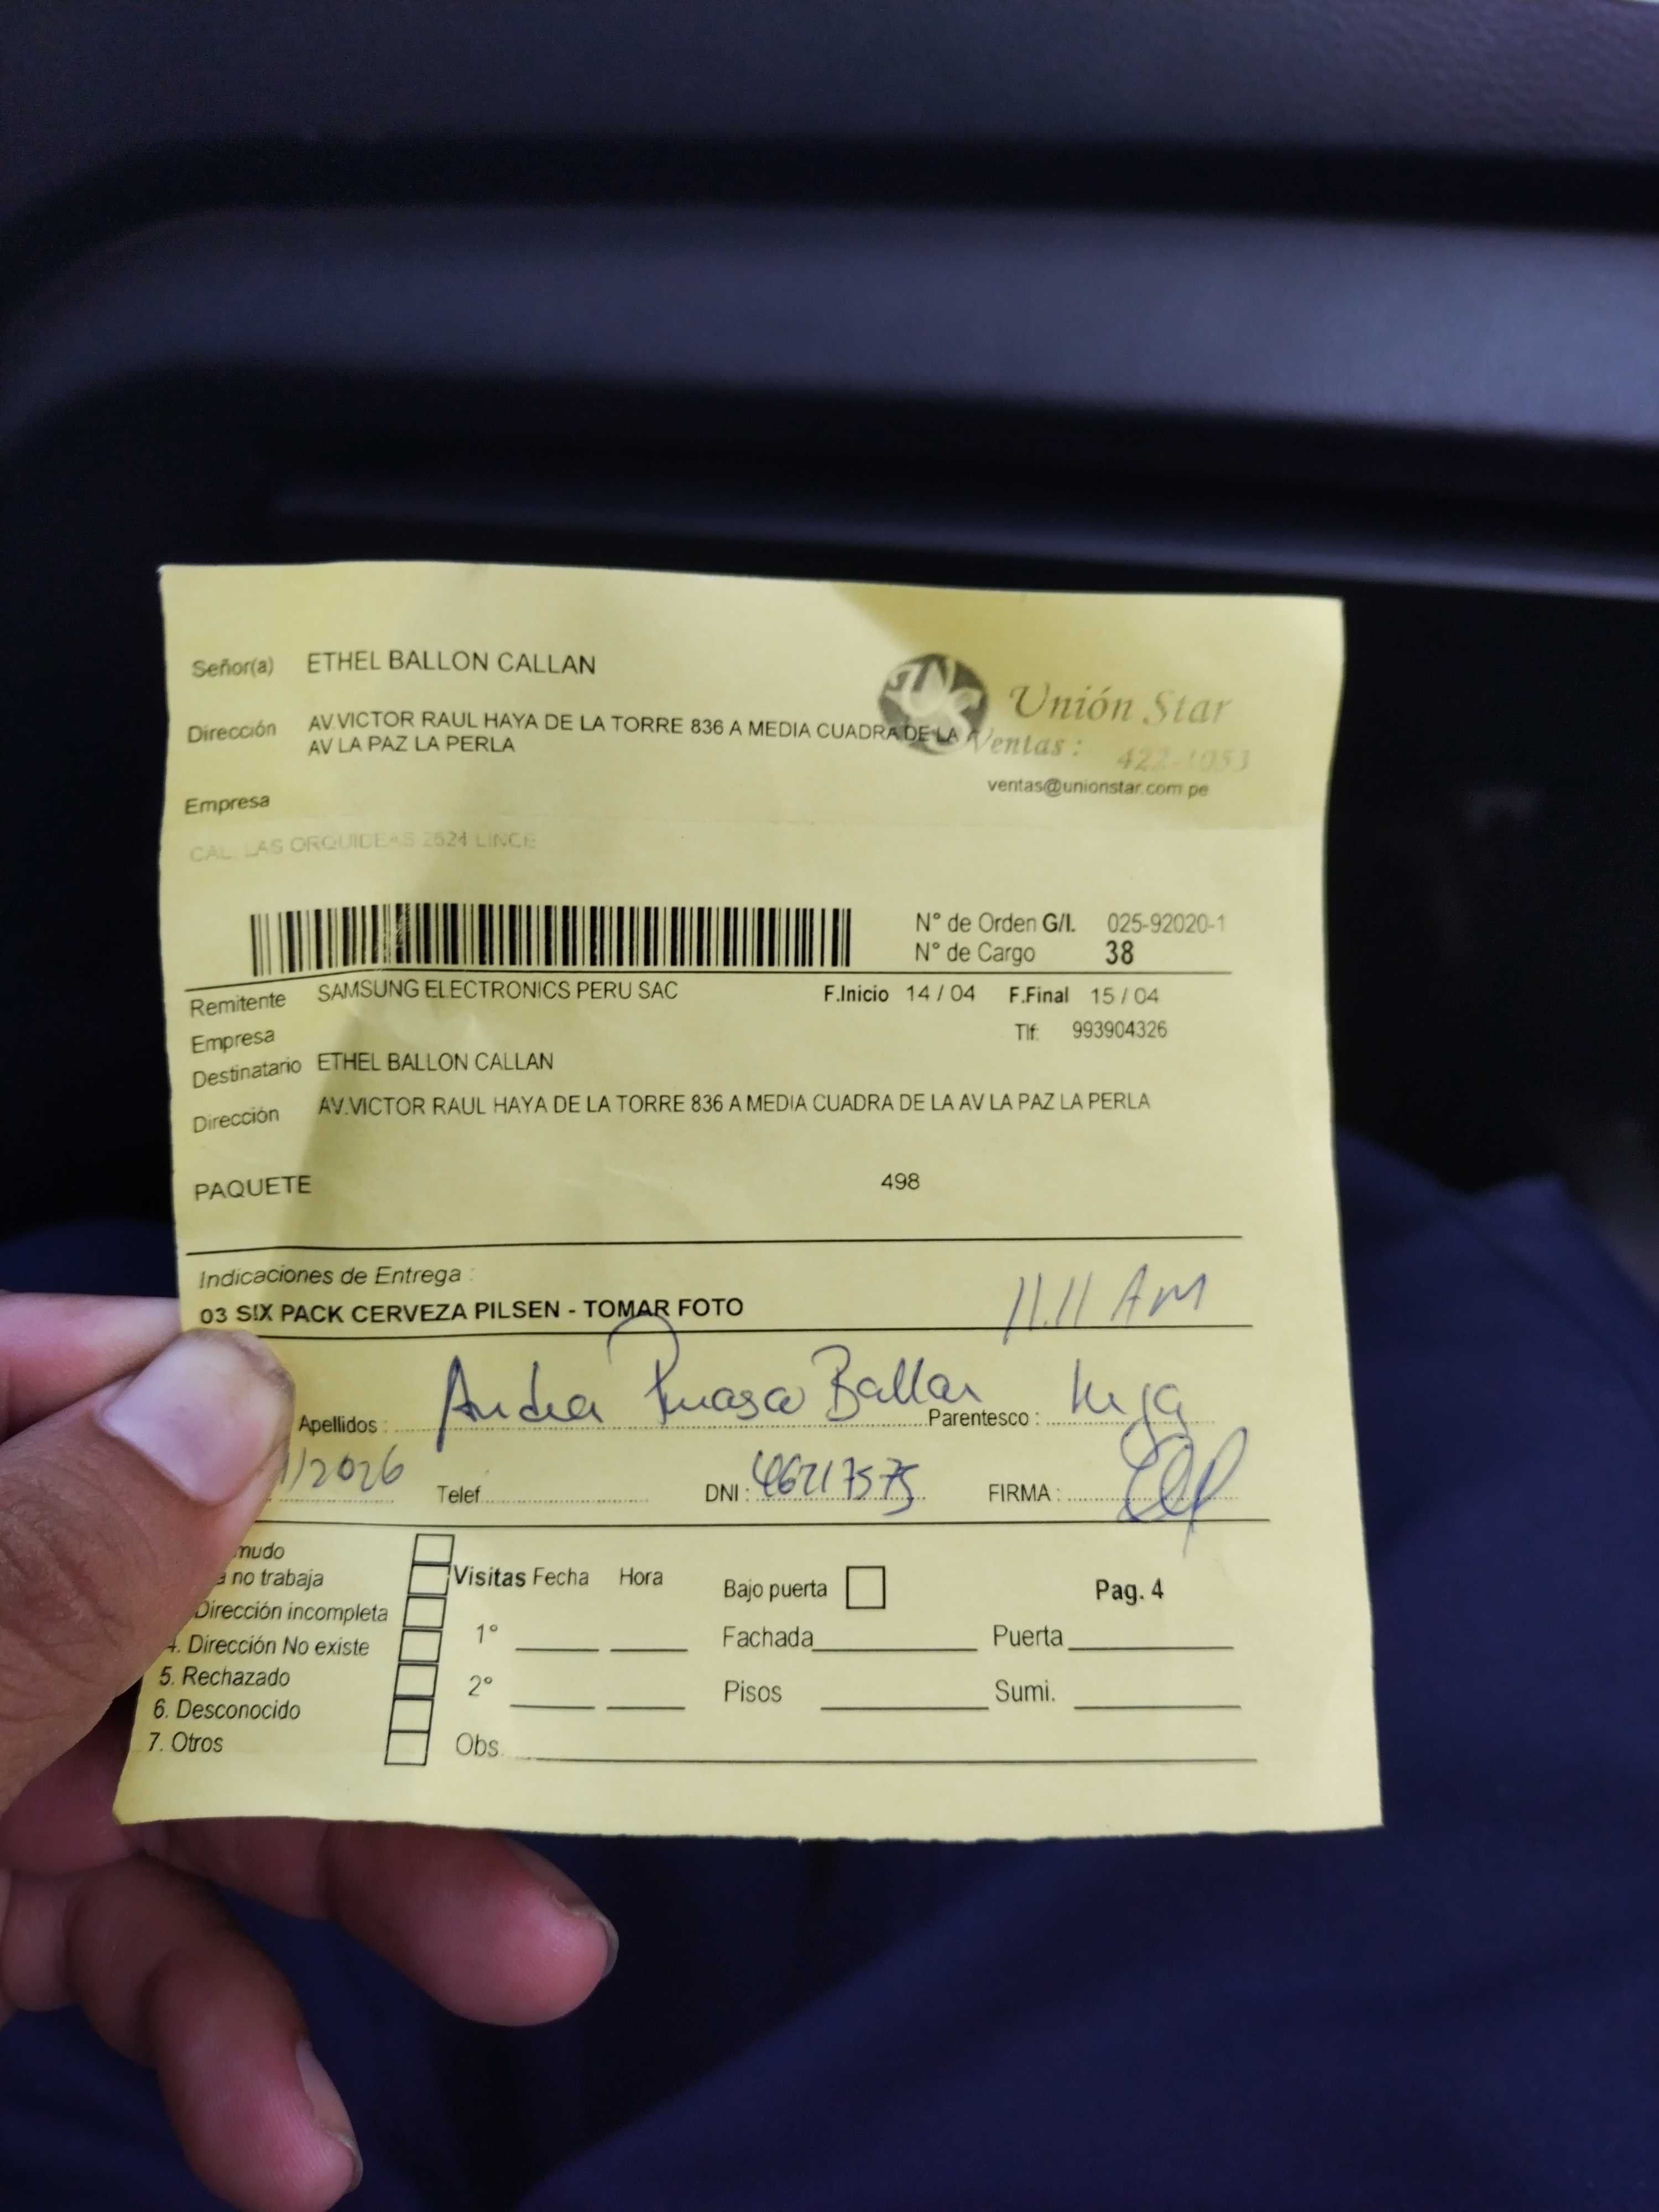 Señor(a) ETHEL BALLON CALLAN
Dirección AV.VICTOR RAUL HAYA DE LA TORRE 836 A MEDIA CUADRA DE LA
AV LA PAZ LA PERLA
Unión Star
Ventas : 422-1053
ventas@unionstar.com.pe
Empresa
CAL. LAS ORQUIDEAS 2624 LINCE
N° de Orden G/I. 025-92020-1
N° de Cargo 38
Remitente SAMSUNG ELECTRONICS PERU SAC F.Inicio 14 / 04 F.Final 15 / 04
Empresa Tlf: 993904326
Destinatario ETHEL BALLON CALLAN
Dirección AV.VICTOR RAUL HAYA DE LA TORRE 836 A MEDIA CUADRA DE LA AV LA PAZ LA PERLA
PAQUETE 498
Indicaciones de Entrega :
03 SIX PACK CERVEZA PILSEN - TOMAR FOTO 11.11 AM
Apellidos : Andea Ballar Parentesco : hija
/2026 Telef. DNI : 46217575 FIRMA :
mudo
no trabaja Visitas Fecha Hora Bajo puerta Pag. 4
Dirección incompleta
4. Dirección No existe 1° Fachada Puerta
5. Rechazado
6. Desconocido 2° Pisos Sumi.
7. Otros Obs.